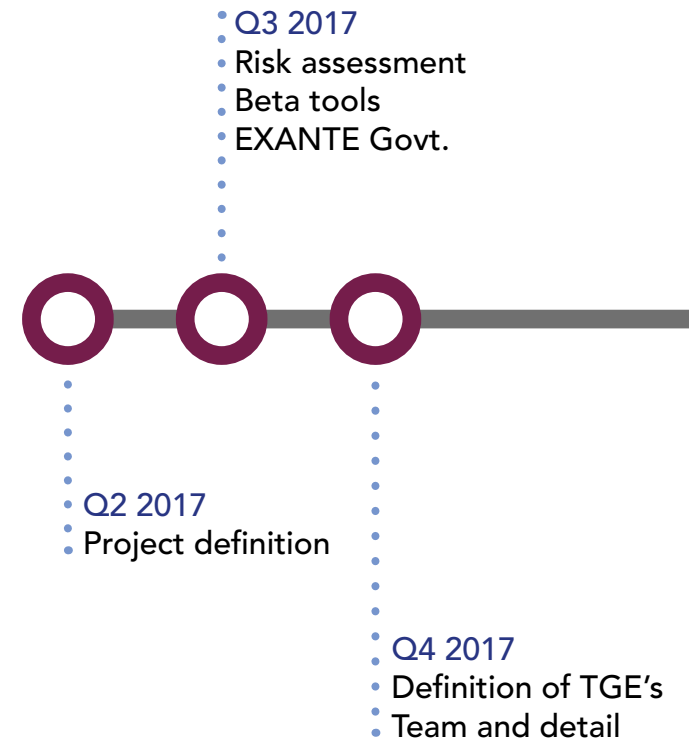 Q3 2017
Risk assessment
Beta tools
EXANTE Govt.
Q2 2017
Project definition
Q4 2017
Definition of TGE’s
Team and detail